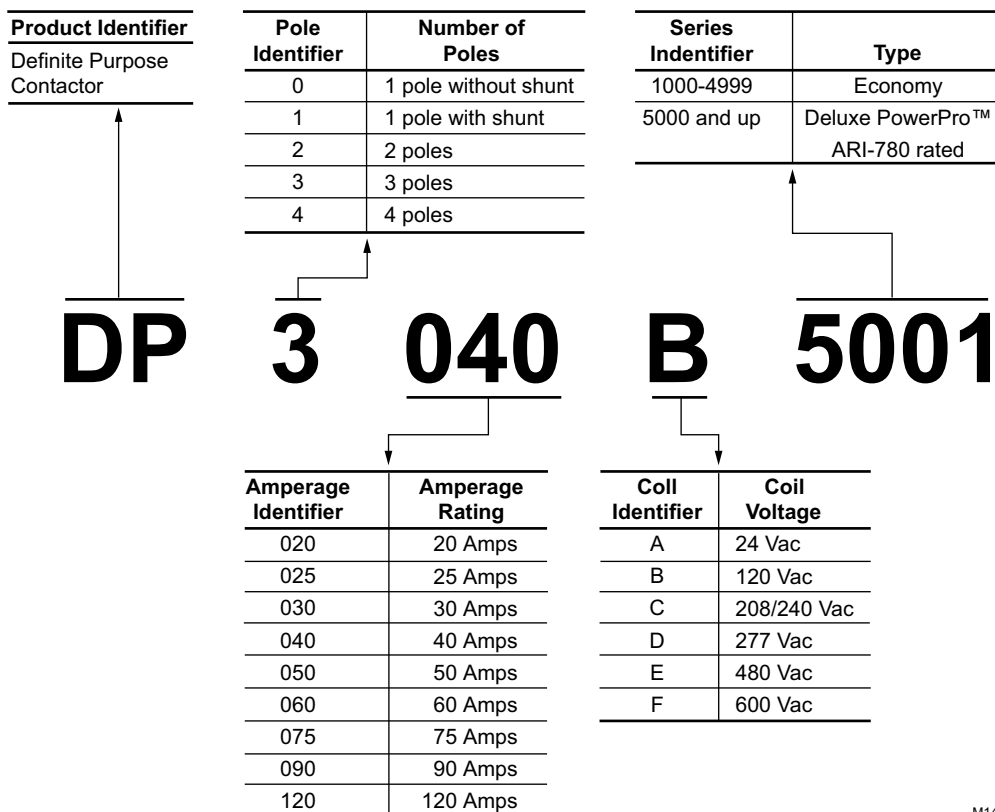 Product Identifier
Definite Purpose
Contactor
Pole
Identifier
Number of
Poles
0 1 pole without shunt
1 1 pole with shunt
2 2 poles
3 3 poles
4 4 poles
Series
Indentifier
Type
1000-4999 Economy
5000 and up Deluxe PowerPro™
ARI-780 rated
DP 3 040 B 5001
Amperage
Identifier
Amperage
Rating
020 20 Amps
025 25 Amps
030 30 Amps
040 40 Amps
050 50 Amps
060 60 Amps
075 75 Amps
090 90 Amps
120 120 Amps
Coll
Identifier
Coil
Voltage
A 24 Vac
B 120 Vac
C 208/240 Vac
D 277 Vac
E 480 Vac
F 600 Vac